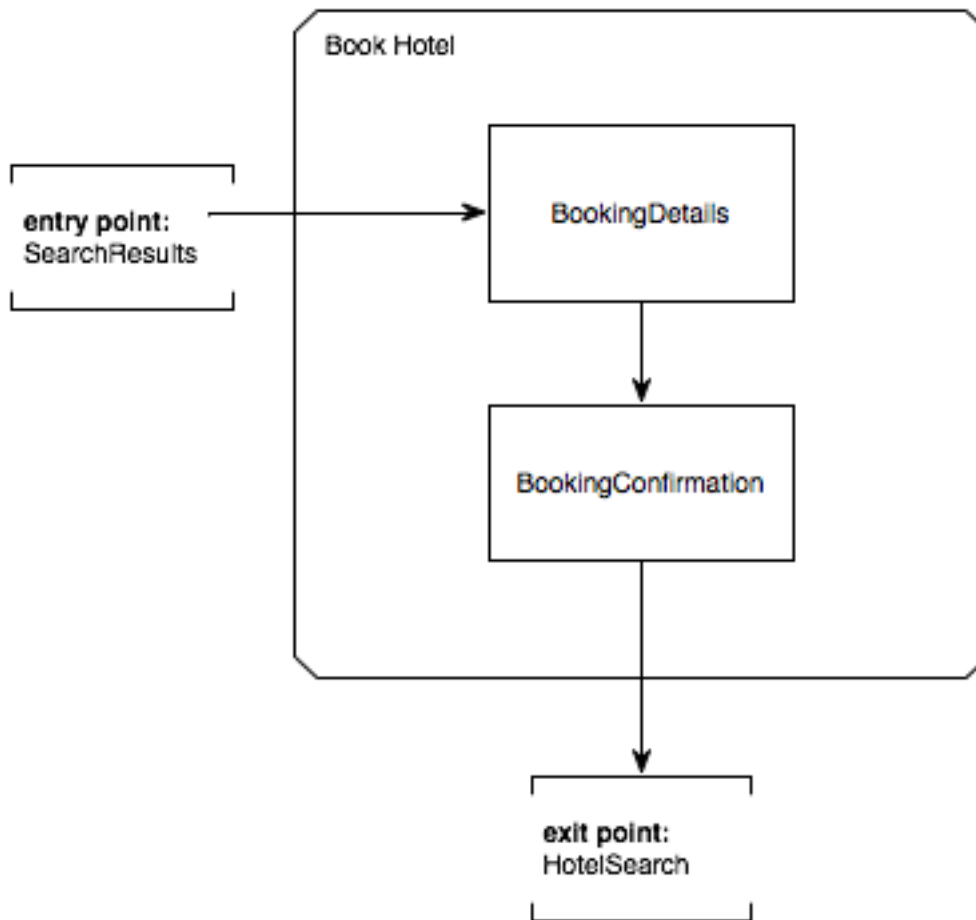 Book Hotel
entry point:
SearchResults
BookingDetails
BookingConfirmation
exit point:
HotelSearch